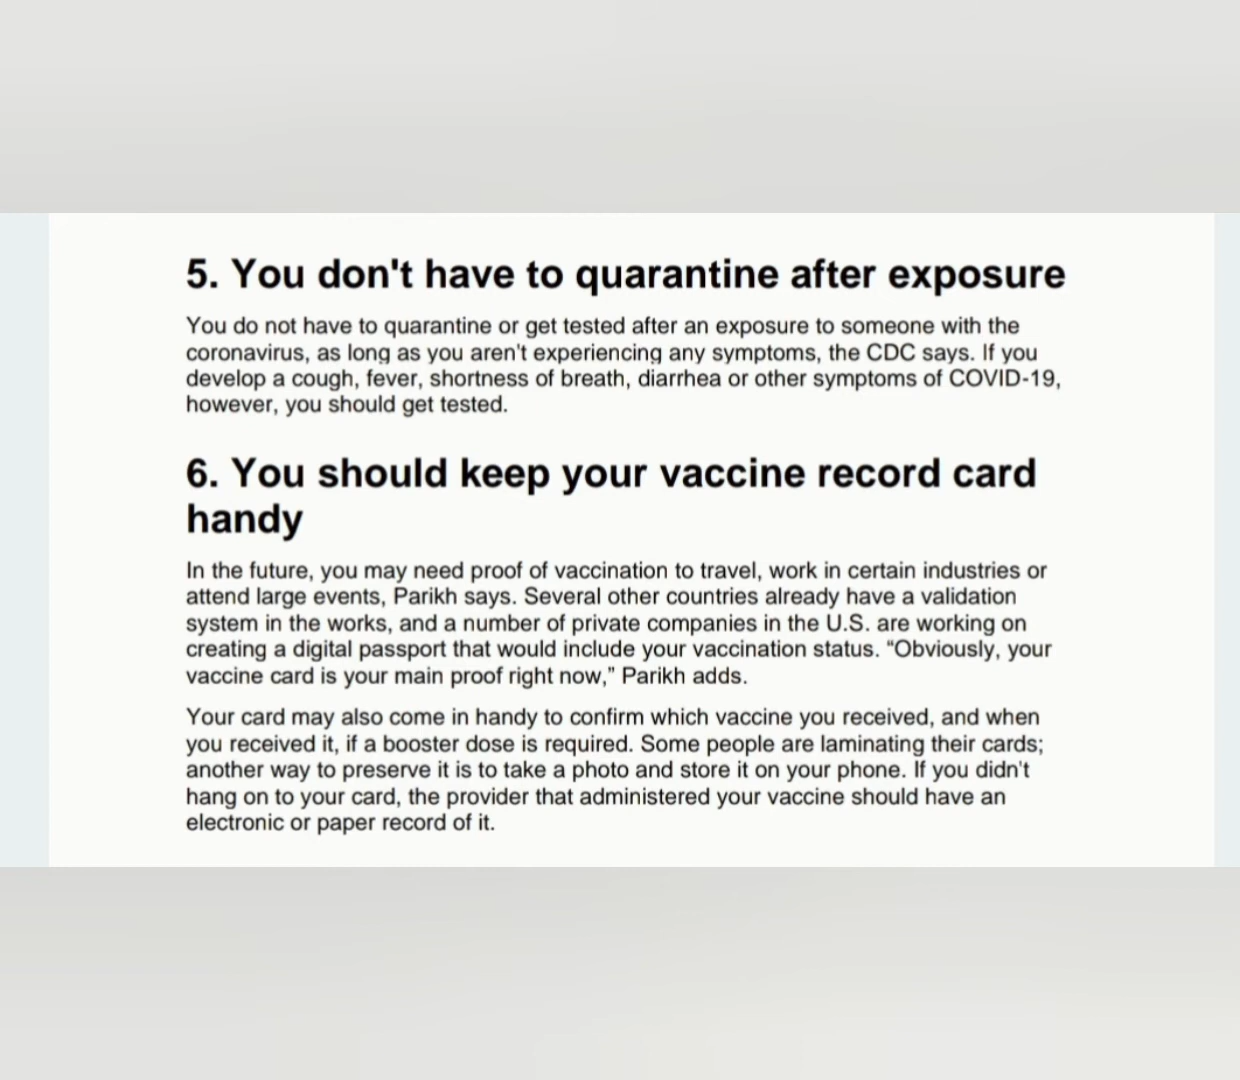 5. You don't have to quarantine after exposure
You do not have to quarantine or get tested after an exposure to someone with the
coronavirus, as long as you aren't experiencing any symptoms, the CDC says. If you
develop a cough, fever, shortness of breath, diarrhea or other symptoms of COVID-19,
however, you should get tested.
6. You should keep your vaccine record card
handy
In the future, you may need proof of vaccination to travel, work in certain industries or
attend large events, Parikh says. Several other countries already have a validation
system in the works, and a number of private companies in the U.S. are working on
creating a digital passport that would include your vaccination status. “Obviously, your
vaccine card is your main proof right now,” Parikh adds.
Your card may also come in handy to confirm which vaccine you received, and when
you received it, if a booster dose is required. Some people are laminating their cards;
another way to preserve it is to take a photo and store it on your phone. If you didn't
hang on to your card, the provider that administered your vaccine should have an
electronic or paper record of it.